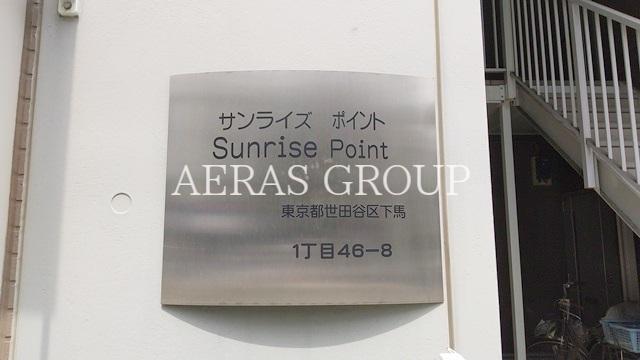 サンライズ ポイント
Sunrise Point
AERAS GROUP
東京都世田谷区下馬
1丁目46-8